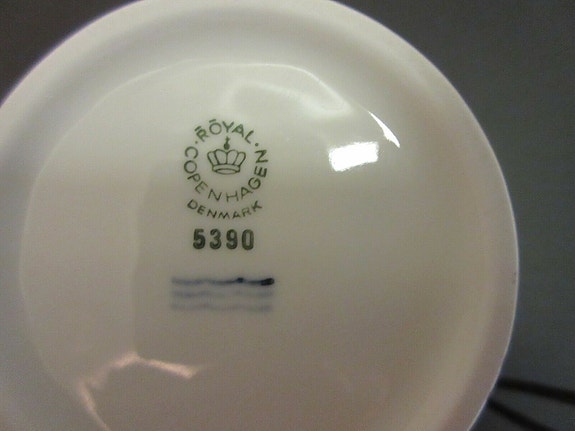 ROYAL
COPENHAGEN
DENMARK
5390